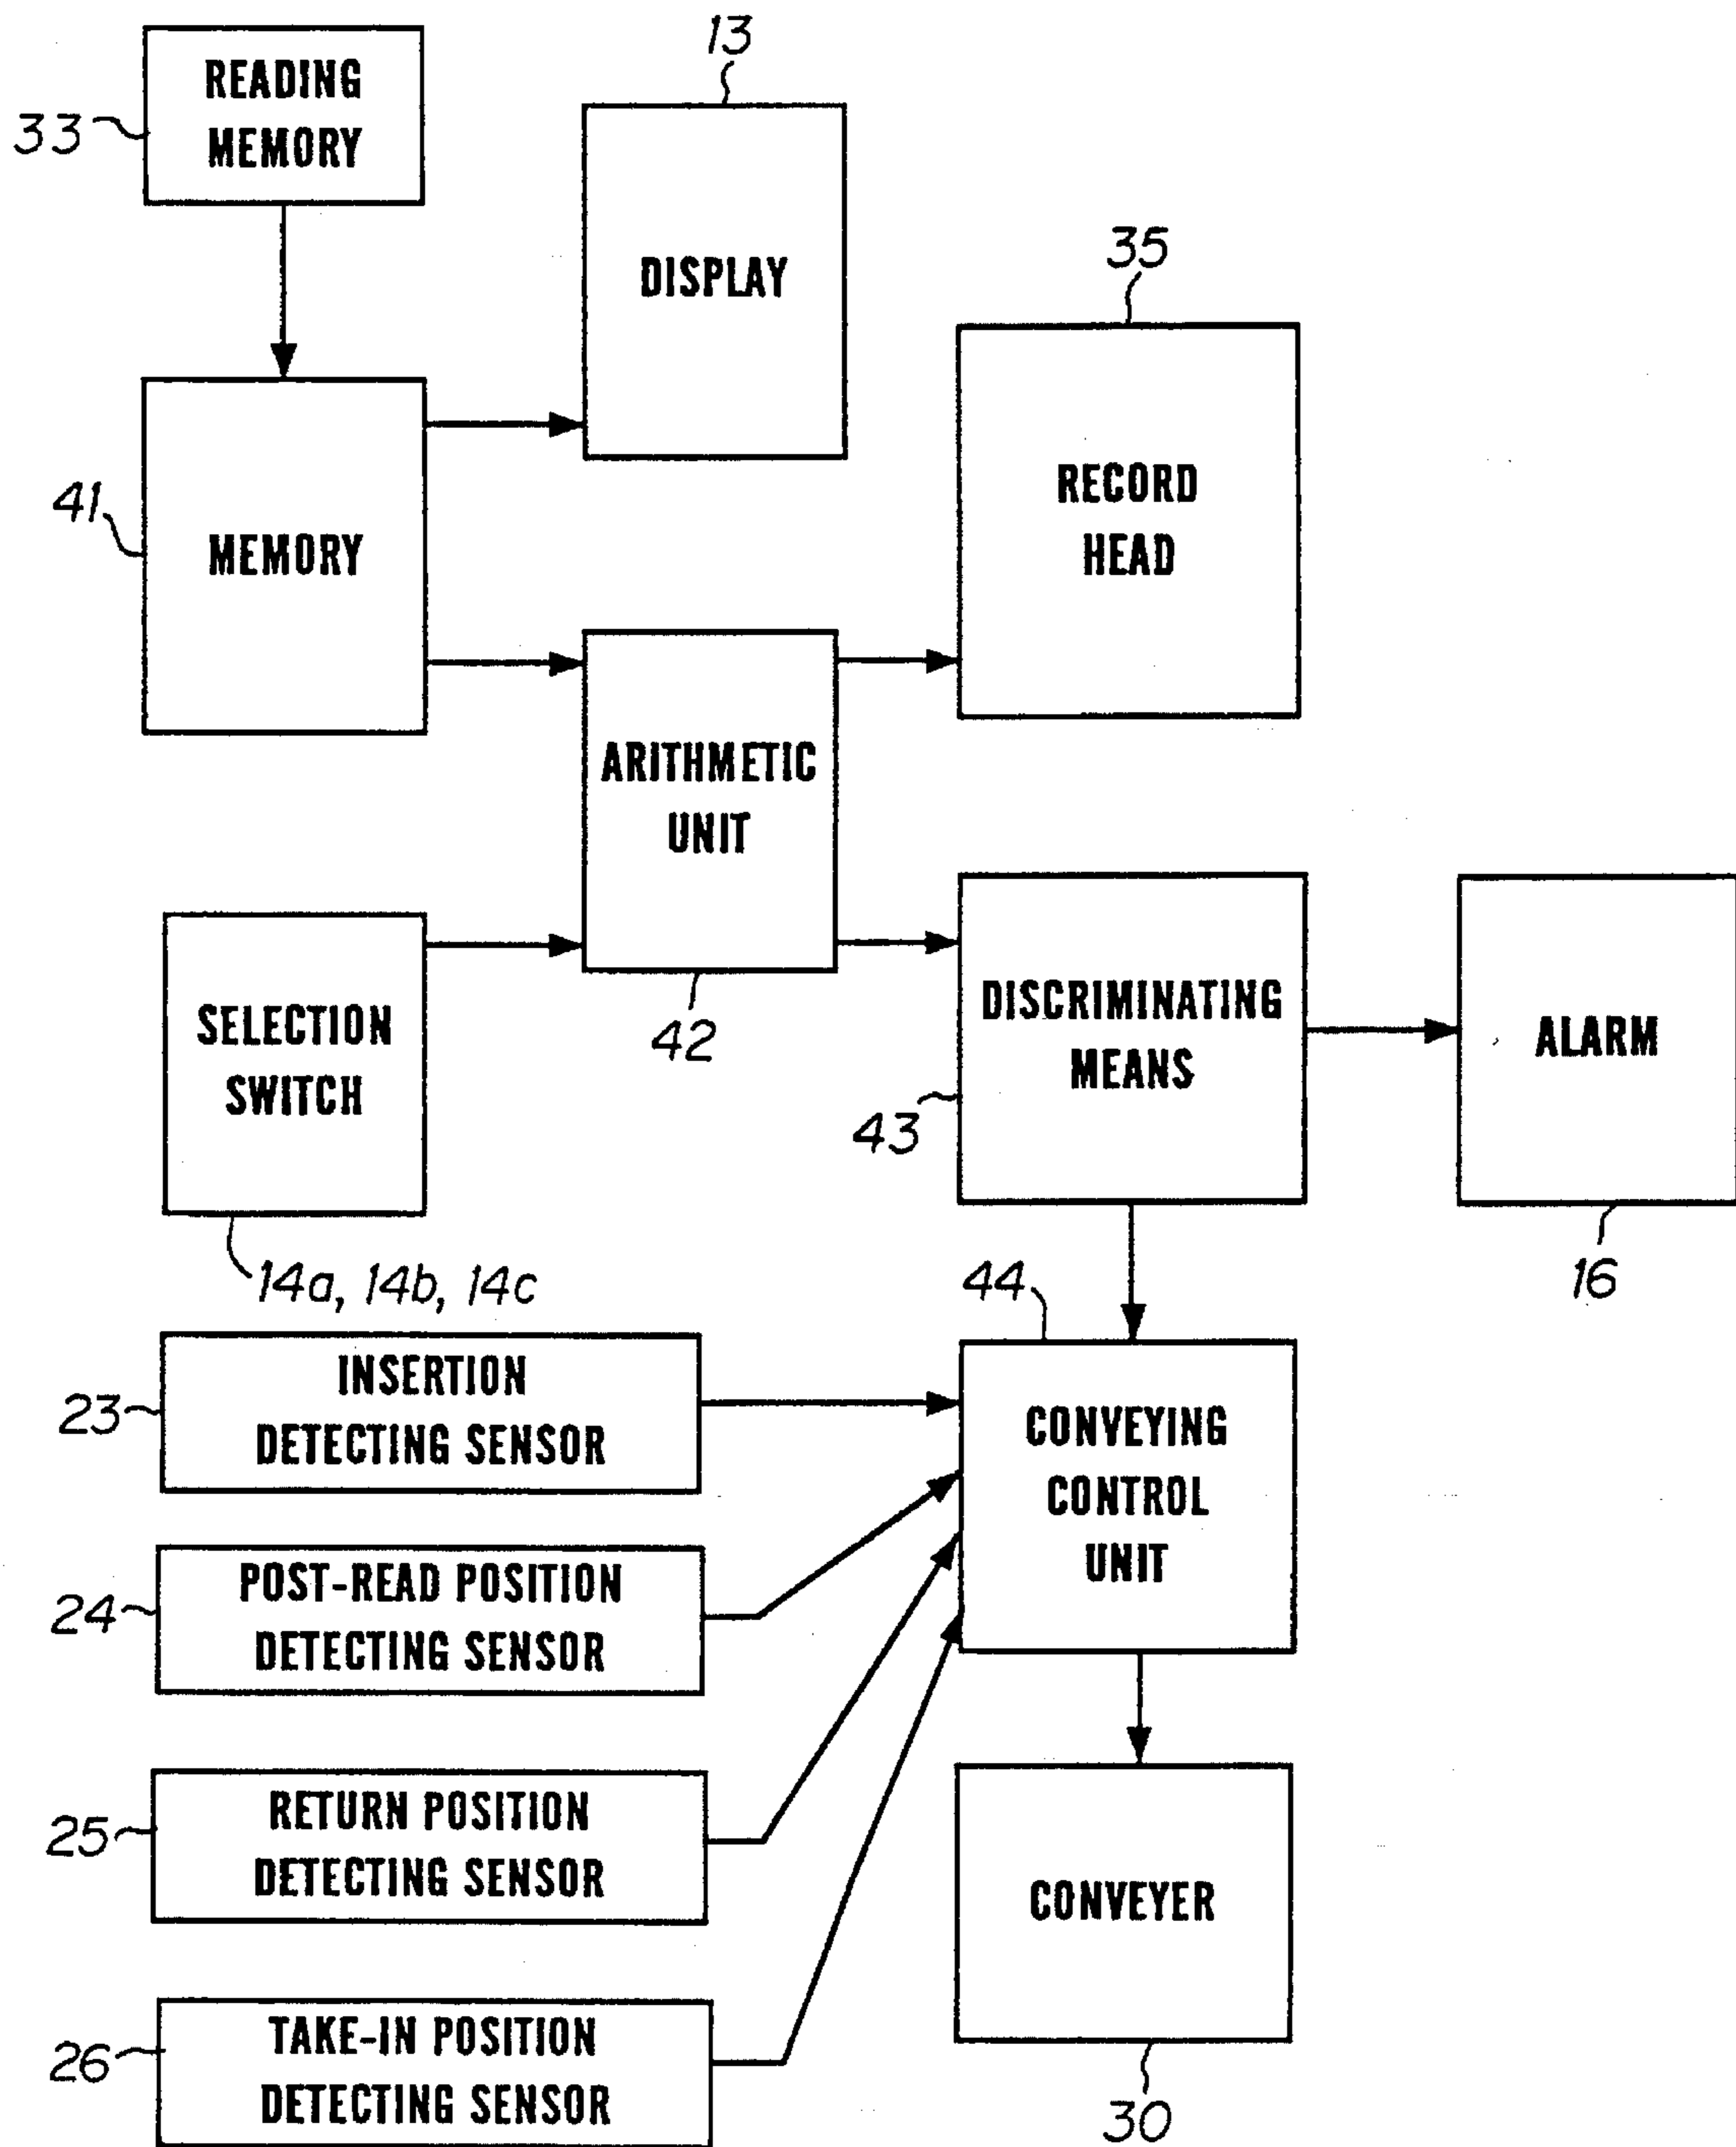 13
READING
MEMORY
33
DISPLAY
35
41
MEMORY
RECORD
HEAD
ARITHMETIC
UNIT
42
SELECTION
SWITCH
14a, 14b, 14c
DISCRIMINATING
MEANS
43
ALARM
16
44
INSERTION
DETECTING SENSOR
23
CONVEYING
CONTROL
UNIT
POST-READ POSITION
DETECTING SENSOR
24
RETURN POSITION
DETECTING SENSOR
25
CONVEYER
30
TAKE-IN POSITION
DETECTING SENSOR
26